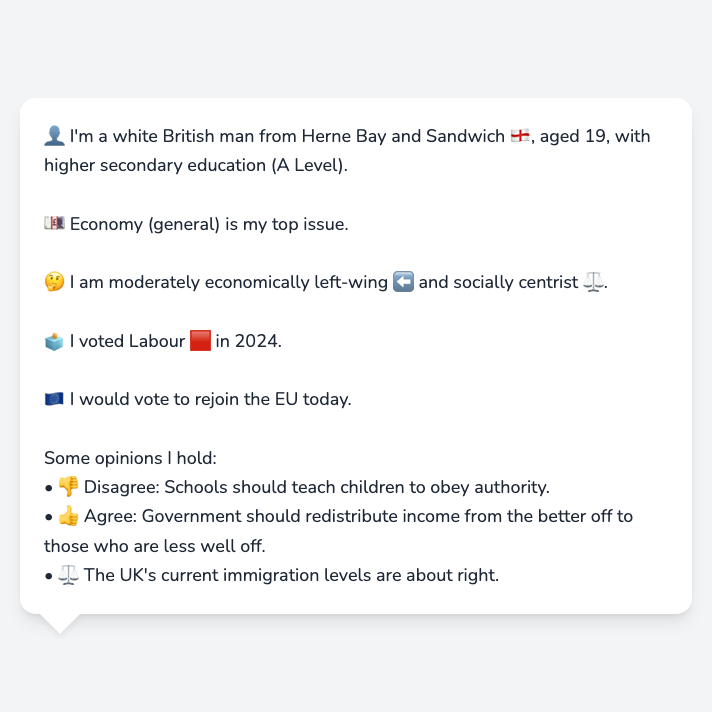 👤 I'm a white British man from Herne Bay and Sandwich 🏴󠁧󠁢󠁥󠁮󠁧󠁿, aged 19, with
higher secondary education (A Level).
💷 Economy (general) is my top issue.
🤔 I am moderately economically left-wing ⬅️ and socially centrist ⚖️.
🗳️ I voted Labour 🟥 in 2024.
🇪🇺 I would vote to rejoin the EU today.
Some opinions I hold:
• 👎 Disagree: Schools should teach children to obey authority.
• 👍 Agree: Government should redistribute income from the better off to
those who are less well off.
• ⚖️ The UK's current immigration levels are about right.